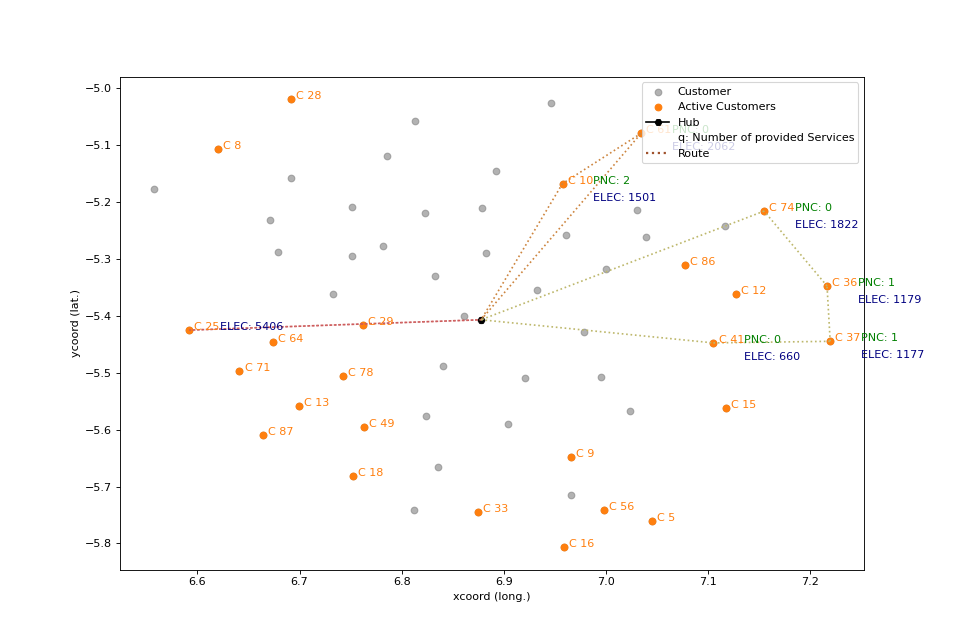 Customer
Active Customers
Hub
q: Number of provided Services
Route
C 28
C 8
PNC: 0
ELEC: 2062
C 10 PNC: 2
ELEC: 1501
C 74 PNC: 0
ELEC: 1822
C 86
C 12
C 36 PNC: 1
ELEC: 1179
C 25 ELEC: 5406
C 29
C 64
C 41 PNC: 0
ELEC: 660
C 37 PNC: 1
ELEC: 1177
C 71
C 78
C 13
C 15
C 87
C 49
C 9
C 18
C 33
C 56
C 5
C 16
−5.0
−5.1
−5.2
−5.3
−5.4
−5.5
−5.6
−5.7
−5.8
ycoord (lat.)
6.6 6.7 6.8 6.9 7.0 7.1 7.2
xcoord (long.)